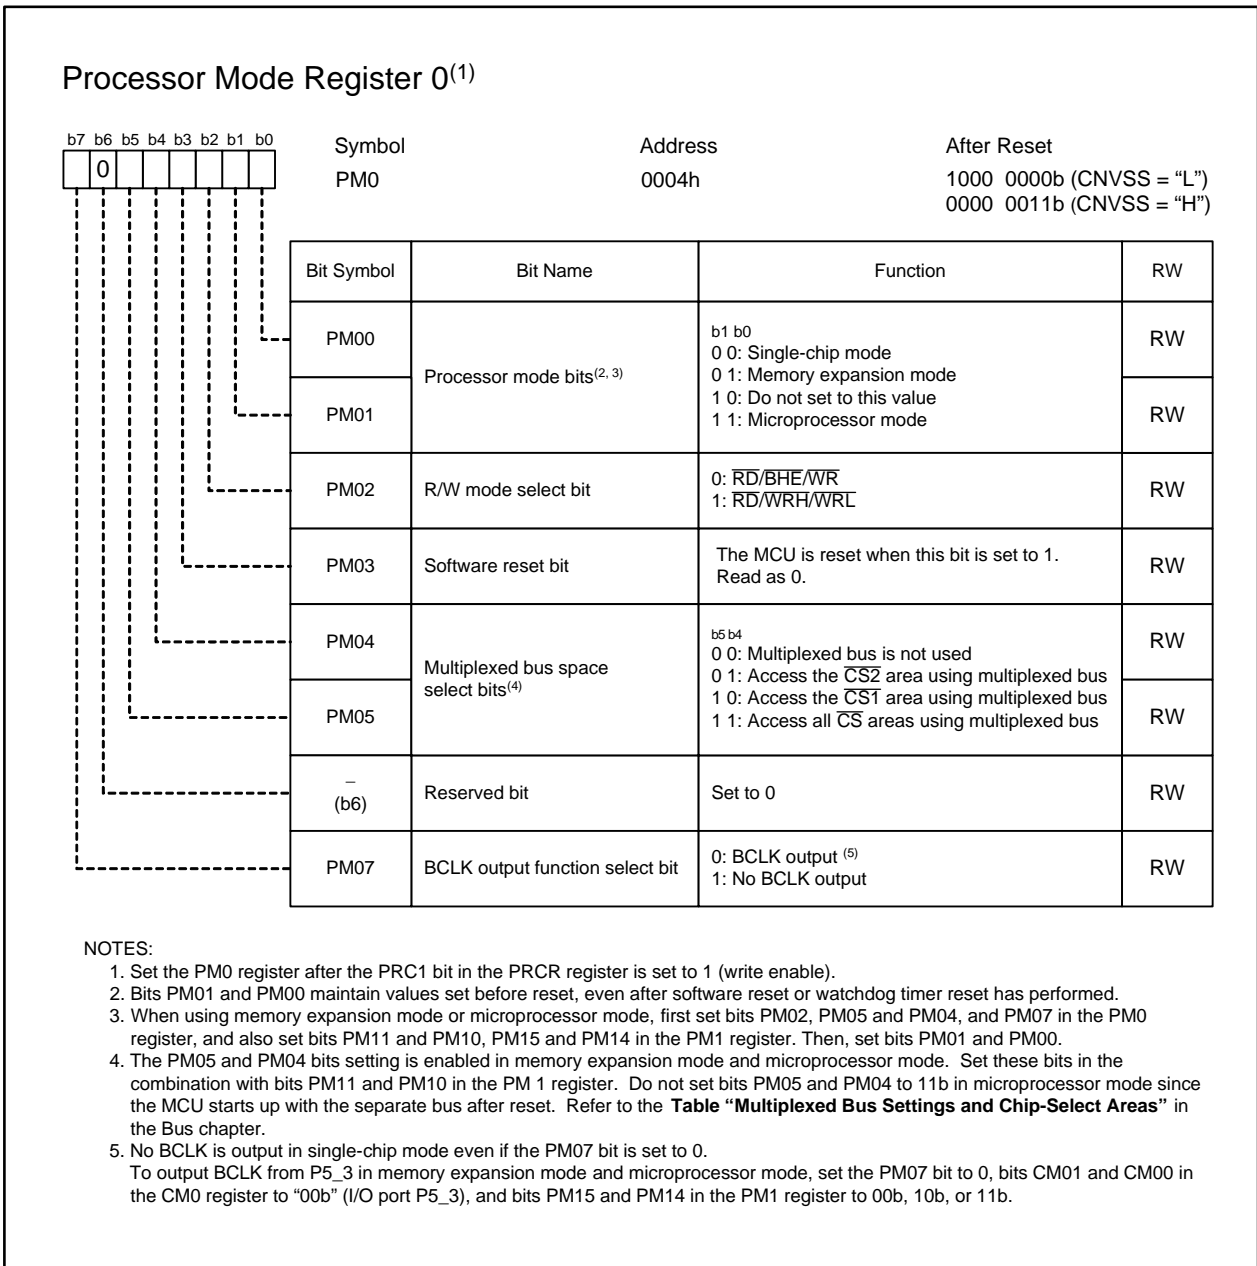 Processor Mode Register 0(1)
b7 b6 b5 b4 b3 b2 b1 b0
0
Symbol Address After Reset
PM0 0004h 1000 0000b (CNVSS = “L”)
0000 0011b (CNVSS = “H”)
Bit Symbol Bit Name Function RW
PM00 RW
Processor mode bits(2, 3)
b1 b0
0 0: Single-chip mode
0 1: Memory expansion mode
1 0: Do not set to this value
1 1: Microprocessor mode
PM01 RW
PM02 R/W mode select bit
0: RD/BHE/WR
1: RD/WRH/WRL
RW
PM03 Software reset bit
The MCU is reset when this bit is set to 1.
Read as 0.
RW
PM04 RW
Multiplexed bus space
select bits(4)
b5 b4
0 0: Multiplexed bus is not used
0 1: Access the CS2 area using multiplexed bus
1 0: Access the CS1 area using multiplexed bus
1 1: Access all CS areas using multiplexed bus
PM05 RW
–
(b6)
Reserved bit Set to 0 RW
PM07 BCLK output function select bit
0: BCLK output (5)
1: No BCLK output
RW
NOTES:
1. Set the PM0 register after the PRC1 bit in the PRCR register is set to 1 (write enable).
2. Bits PM01 and PM00 maintain values set before reset, even after software reset or watchdog timer reset has performed.
3. When using memory expansion mode or microprocessor mode, first set bits PM02, PM05 and PM04, and PM07 in the PM0
register, and also set bits PM11 and PM10, PM15 and PM14 in the PM1 register. Then, set bits PM01 and PM00.
4. The PM05 and PM04 bits setting is enabled in memory expansion mode and microprocessor mode. Set these bits in the
combination with bits PM11 and PM10 in the PM 1 register. Do not set bits PM05 and PM04 to 11b in microprocessor mode since
the MCU starts up with the separate bus after reset. Refer to the Table “Multiplexed Bus Settings and Chip-Select Areas” in
the Bus chapter.
5. No BCLK is output in single-chip mode even if the PM07 bit is set to 0.
To output BCLK from P5_3 in memory expansion mode and microprocessor mode, set the PM07 bit to 0, bits CM01 and CM00 in
the CM0 register to “00b” (I/O port P5_3), and bits PM15 and PM14 in the PM1 register to 00b, 10b, or 11b.